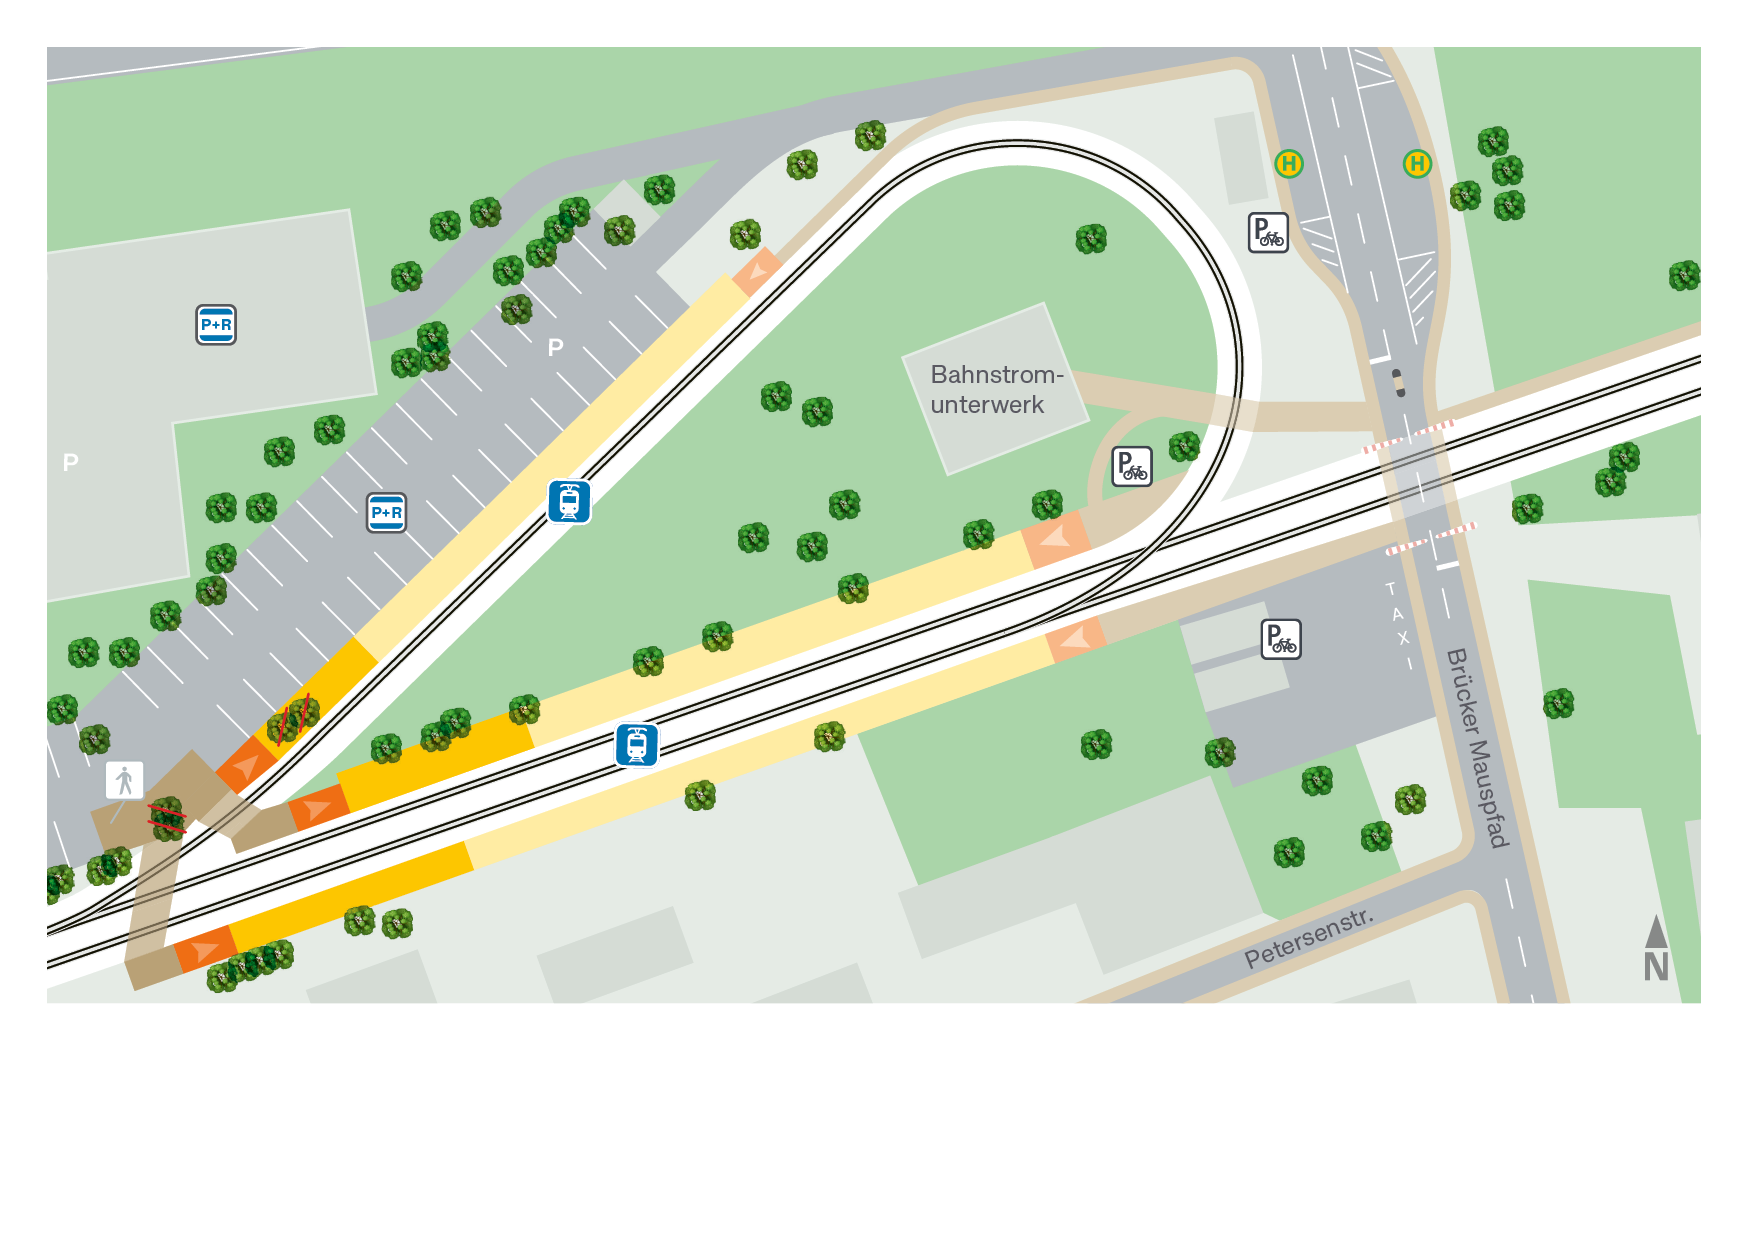 H
H
P
P+R
P
Bahnstrom-
unterwerk
P
P
P+R
TAXI
P
Brücker Mauspfad
Petersenstr.
N